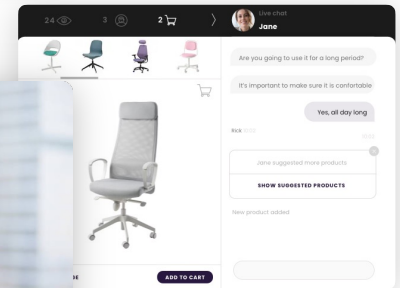 24
3
2
Live chat
Jane
Are you going to use it for a long period?
It's important to make sure it is confortable
Yes, all day long
Rick
Jane suggested more products
SHOW SUGGESTED PRODUCTS
New product added
ADD TO CART